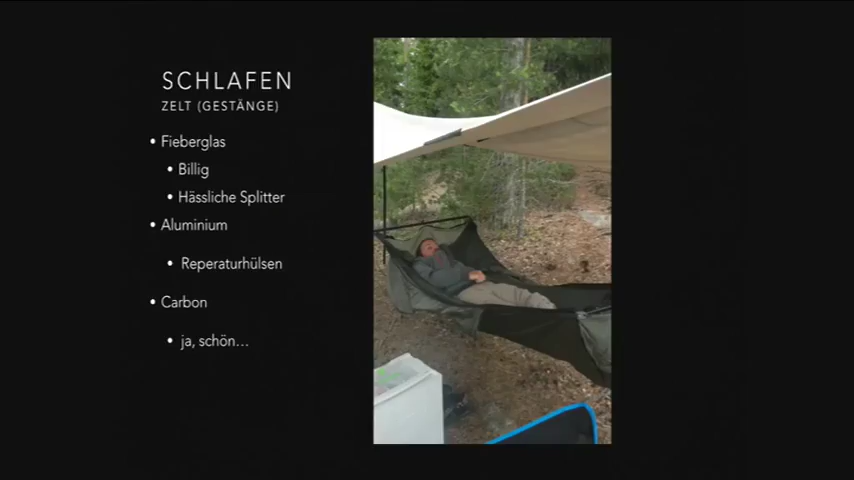 SCHLAFEN
ZELT (GESTÄNGE)
• Fieberglas
• Billig
• Hässliche Splitter
• Aluminium
• Reperaturhülsen
• Carbon
• ja, schön...